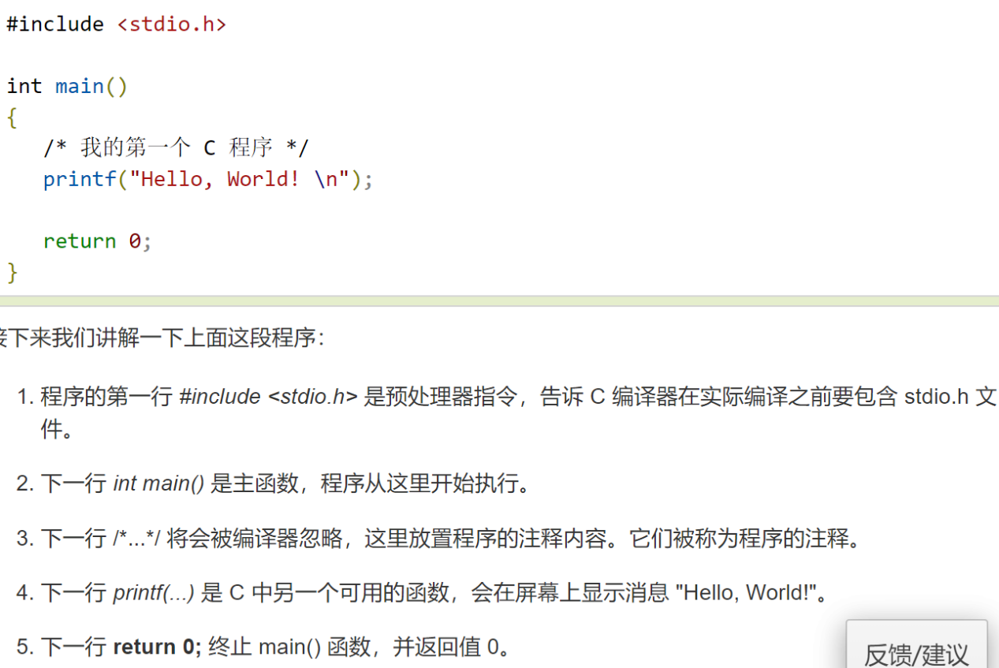 #include <stdio.h>
int main()
{
/* 我的第一个 C 程序 */
printf("Hello, World! \n");
return 0;
}
接下来我们讲解一下上面这段程序：
1. 程序的第一行 #include <stdio.h> 是预处理器指令，告诉 C 编译器在实际编译之前要包含 stdio.h 文
件。
2. 下一行 int main() 是主函数，程序从这里开始执行。
3. 下一行 /*...*/ 将会被编译器忽略，这里放置程序的注释内容。它们被称为程序的注释。
4. 下一行 printf(...) 是 C 中另一个可用的函数，会在屏幕上显示消息 "Hello, World!"。
5. 下一行 return 0; 终止 main() 函数，并返回值 0。
反馈/建议